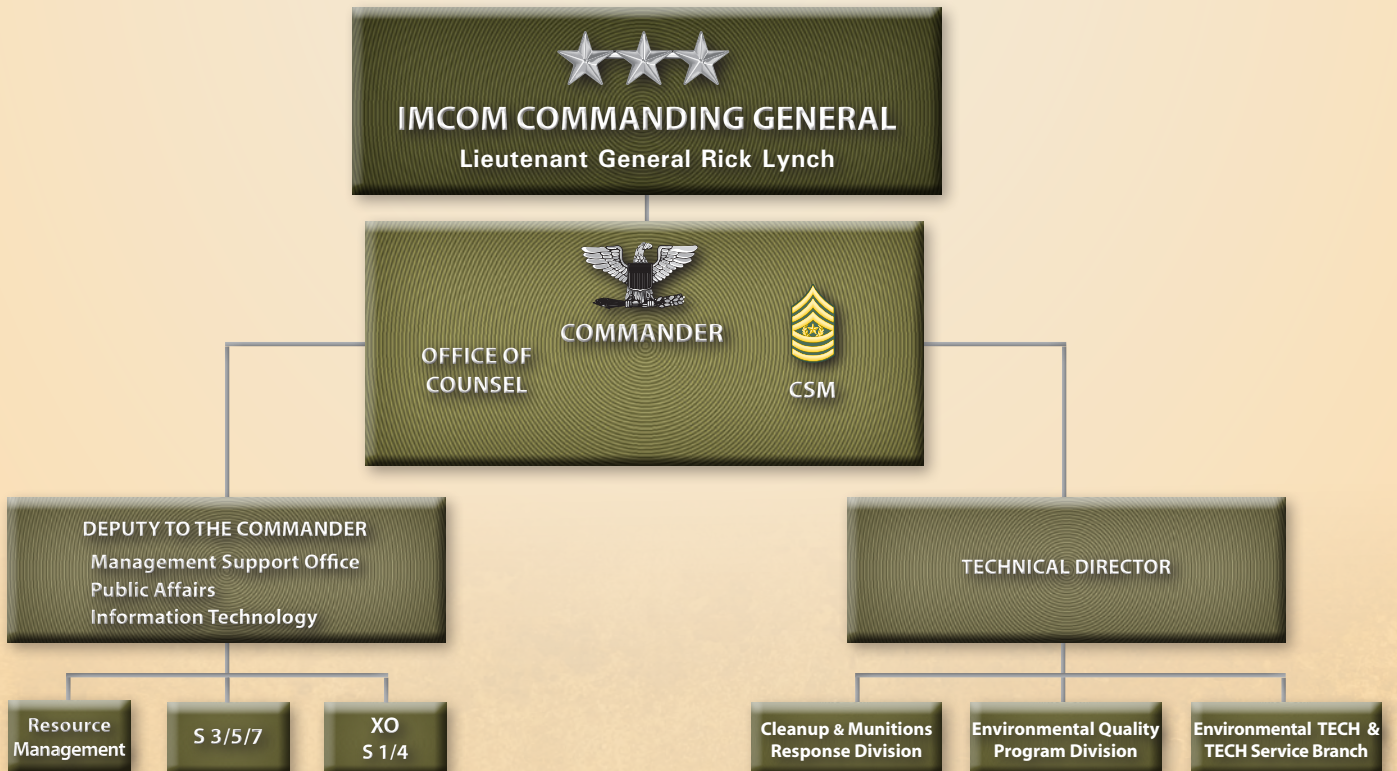 IMCOM COMMANDING GENERAL
Lieutenant General Rick Lynch
COMMANDER
OFFICE OF
COUNSEL
CSM
DEPUTY TO THE COMMANDER
Management Support Office
Public Affairs
Information Technology
TECHNICAL DIRECTOR
Resource
Management
S 3/5/7
XO
S 1/4
Cleanup & Munitions
Response Division
Environmental Quality
Program Division
Environmental TECH &
TECH Service Branch